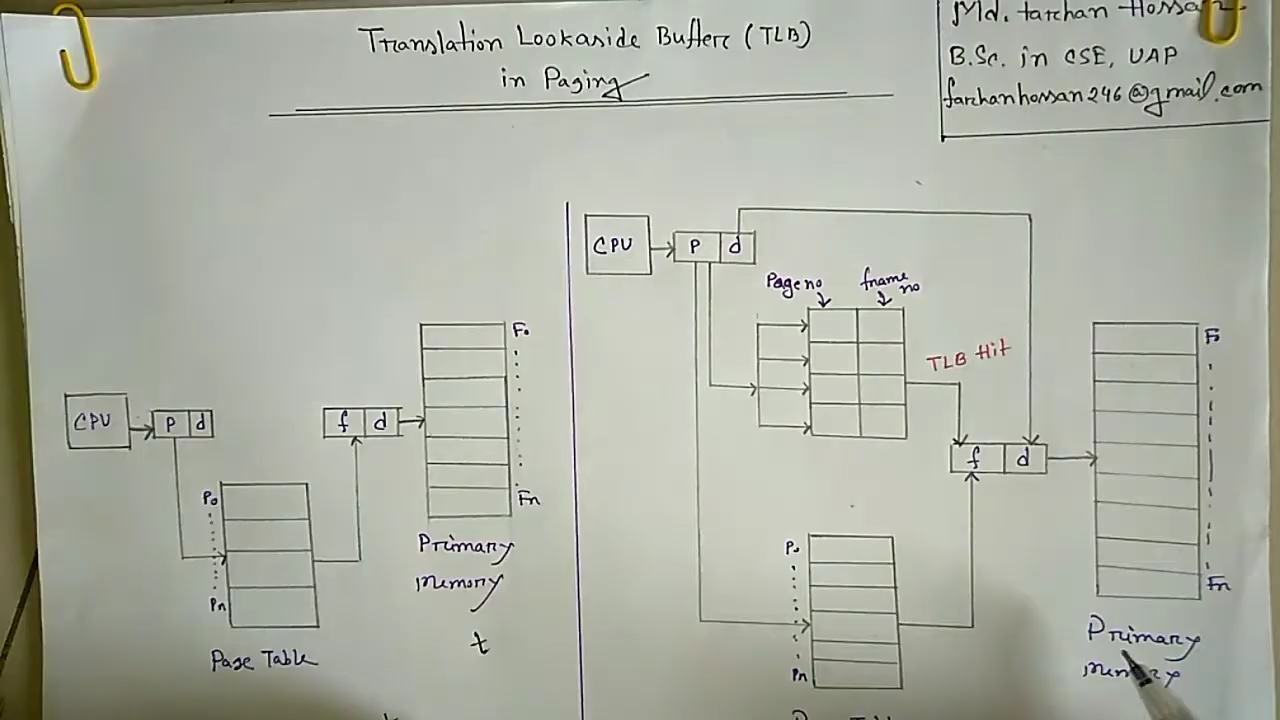 Translation Lookaside Buffer (TLB)
in Paging
Md. Farhan Hossa
B.Sc. in CSE, UAP
farhanhossan246@gmail.com
CPU
P d
f d
F0
Fn
Primary
memory
t
P0
Pn
Page Table
CPU
P d
Page no
frame no
TLB Hit
f d
F0
Fn
Primary
memory
P0
Pn